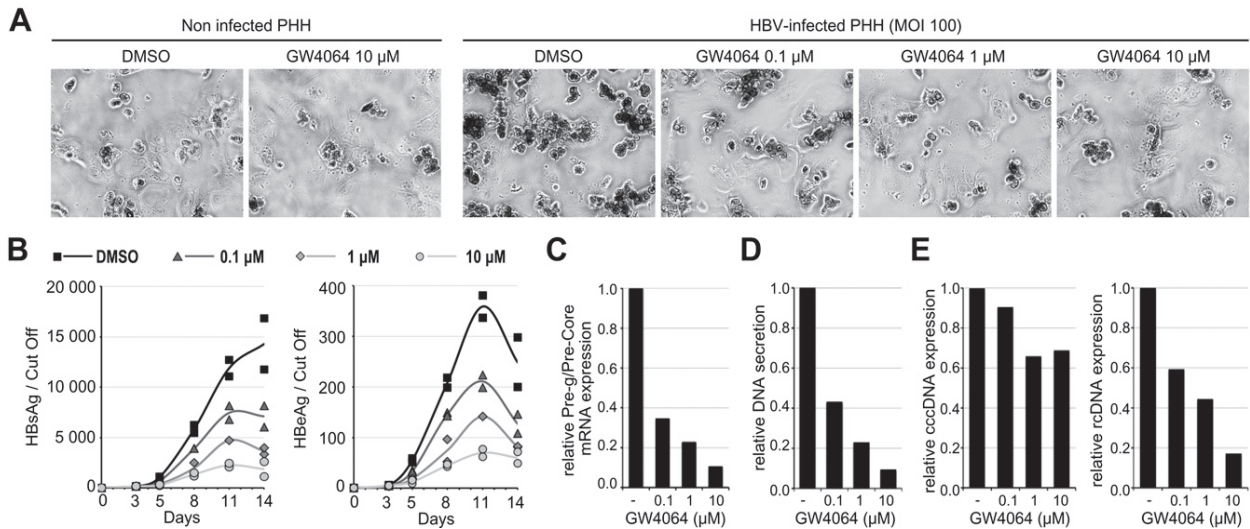 A
Non infected PHH
HBV-infected PHH (MOI 100)
DMSO
GW4064 10 µM
DMSO
GW4064 0.1 µM
GW4064 1 µM
GW4064 10 µM
B
DMSO
0.1 µM
1 µM
10 µM
HBsAg / Cut Off
20 000
15 000
10 000
5 000
0
0 3 5 8 11 14
Days
HBeAg / Cut Off
400
300
200
100
0
0 3 5 8 11 14
Days
C
relative Pre-g/Pre-Core
mRNA expression
1.0
0.8
0.6
0.4
0.2
0.0
- 0.1 1 10
GW4064 (µM)
D
relative DNA secretion
1.0
0.8
0.6
0.4
0.2
0.0
- 0.1 1 10
GW4064 (µM)
E
relative cccDNA expression
1.0
0.8
0.6
0.4
0.2
0.0
- 0.1 1 10
GW4064 (µM)
relative rcDNA expression
1.0
0.8
0.6
0.4
0.2
0.0
- 0.1 1 10
GW4064 (µM)